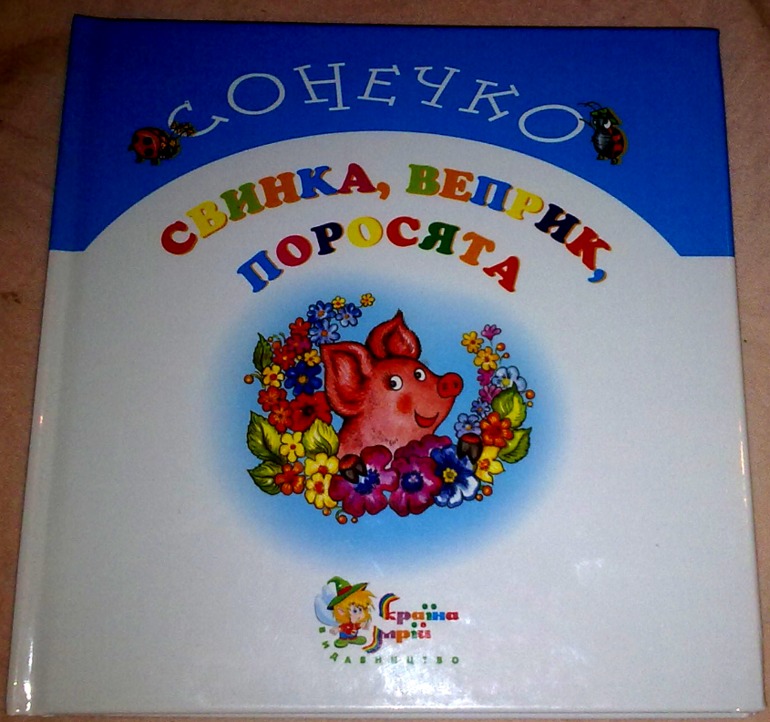 СОНЕЧКО
СВИНКА, ВЕПРИК,
ПОРОСЯТА
Країна
мрій
ВИДАВНИЦТВО